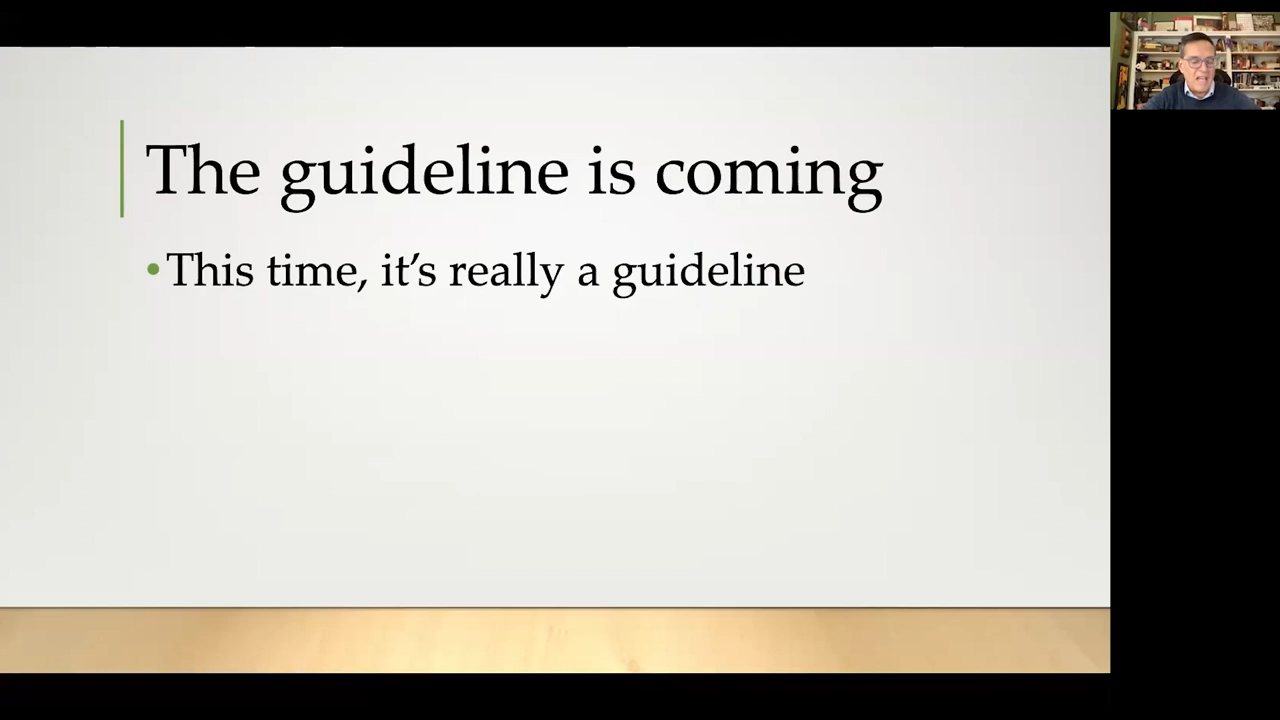 The guideline is coming
•This time, it’s really a guideline